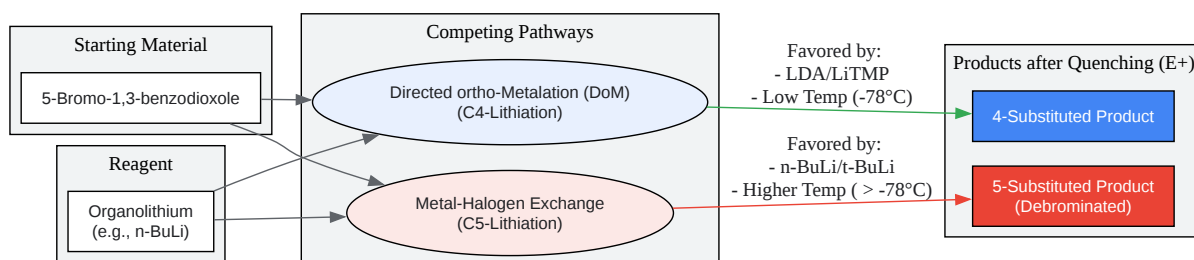 Starting Material
5-Bromo-1,3-benzodioxole
Reagent
Organolithium
(e.g., n-BuLi)
Competing Pathways
Directed ortho-Metalation (DoM)
(C4-Lithiation)
Metal-Halogen Exchange
(C5-Lithiation)
Favored by:
- LDA/LiTMP
- Low Temp (-78°C)
Favored by:
- n-BuLi/t-BuLi
- Higher Temp ( > -78°C)
Products after Quenching (E+)
4-Substituted Product
5-Substituted Product
(Debrominated)